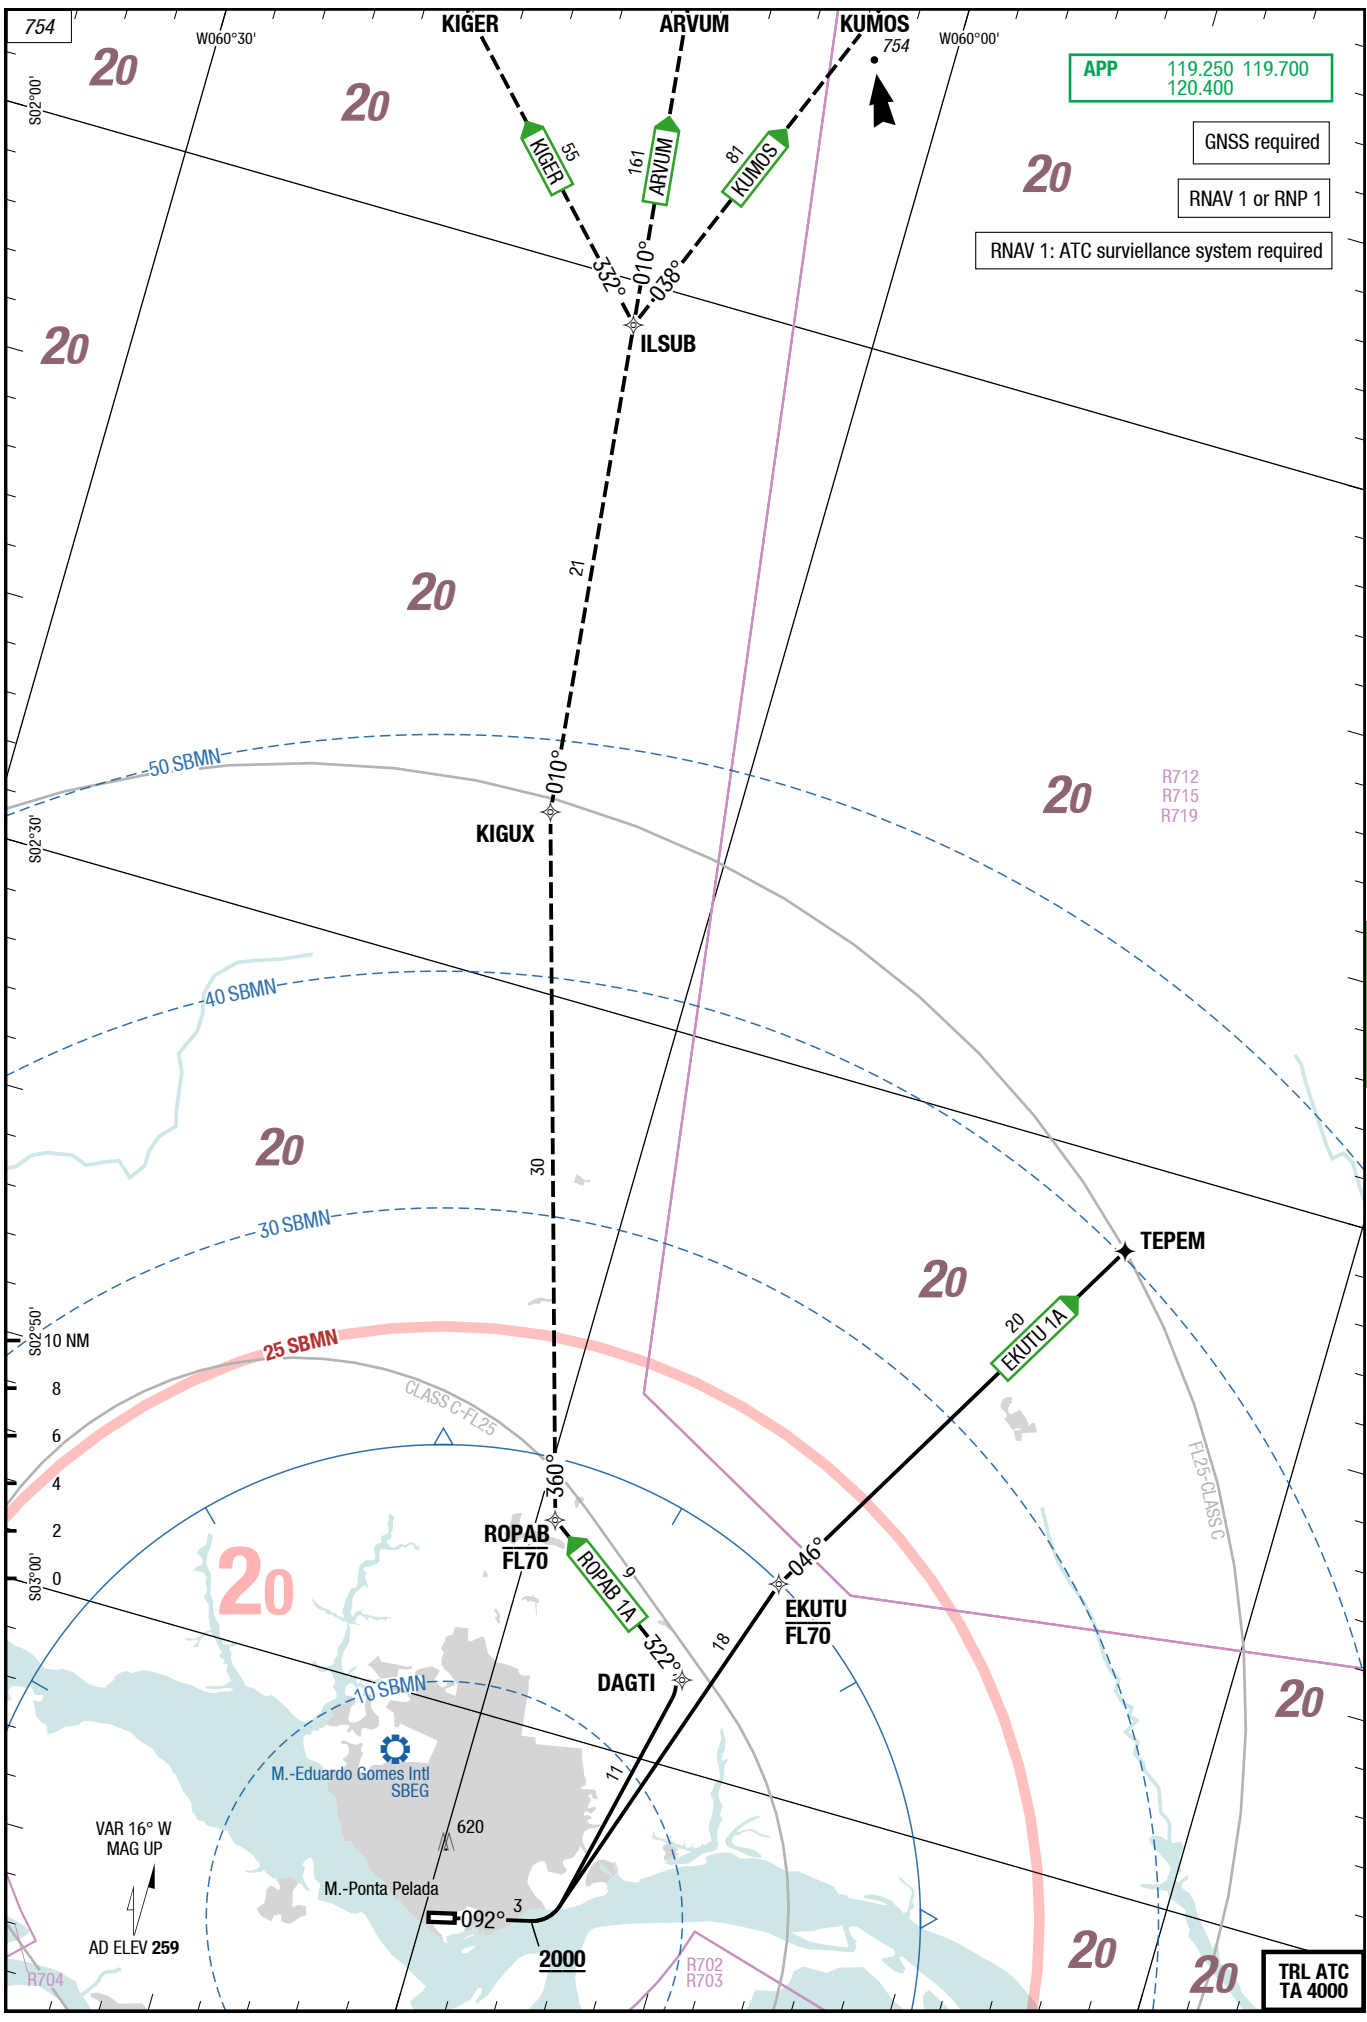 754
KIGER
ARVUM
KUMOS
W060°30'
754
W060°00'
APP 119.250 119.700
120.400
GNSS required
RNAV 1 or RNP 1
RNAV 1: ATC surviellance system required
S02°00'
20
20
20
KIGER
55
161
ARVUM
81
KUMOS
332°
010°
038°
ILSUB
20
21
20
50 SBMN
010°
KIGUX
S02°30'
20
R712
R715
R719
40 SBMN
20
30
30 SBMN
TEPEM
20
20
EKUTU 1A
S02°50'
10 NM
25 SBMN
8
CLASS C-FL25
6
4
2
S03°00'
0
360°
FL25-CLASS C
ROPAB
FL70
9
ROPAB 1A
20
046°
EKUTU
FL70
18
322°
DAGTI
20
10 SBMN
M.-Eduardo Gomes Intl
SBEG
11
VAR 16° W
MAG UP
620
M.-Ponta Pelada
092°
3
AD ELEV 259
2000
R704
R702
R703
20
20
TRL ATC
TA 4000